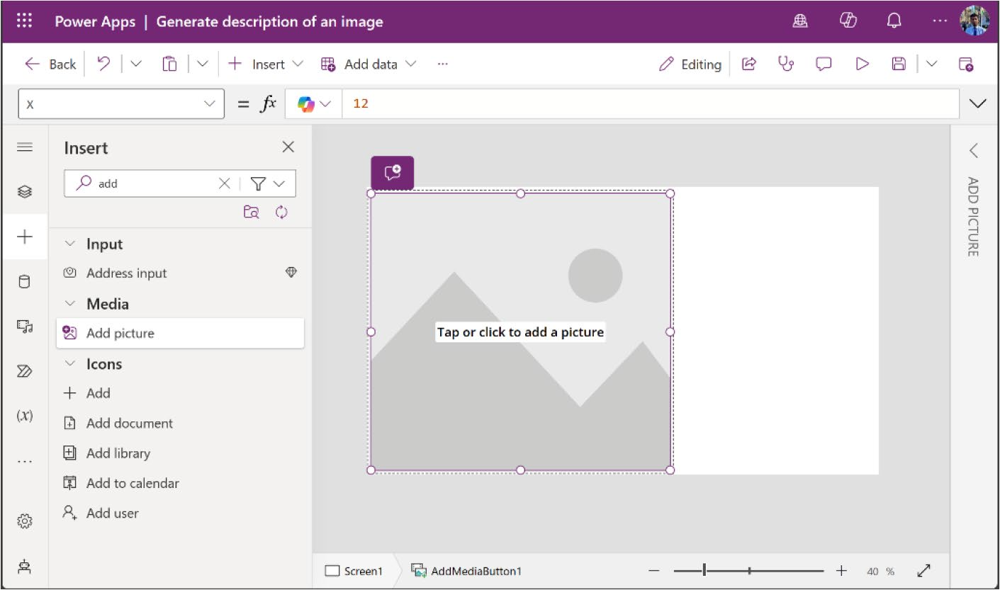 Power Apps | Generate description of an image
Back
Insert
Add data
Editing
X
= fx
12
Insert
add
Input
Address input
Media
Add picture
Icons
Add
Add document
Add library
Add to calendar
Add user
(x)
Tap or click to add a picture
ADD PICTURE
Screen1
AddMediaButton1
40 %